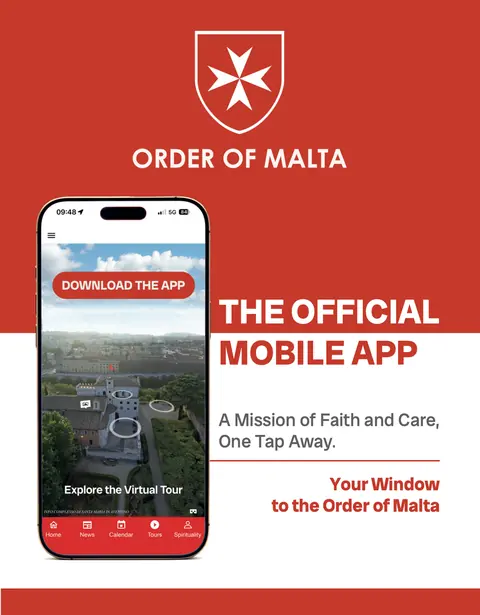 ORDER OF MALTA
09:48
5G 84
DOWNLOAD THE APP
THE OFFICIAL
MOBILE APP
A Mission of Faith and Care,
One Tap Away.
Your Window
to the Order of Malta
Explore the Virtual Tour
Home News Calendar Tours Spirituality